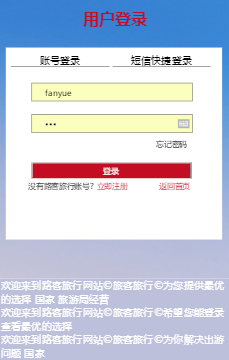 用户登录
账号登录 短信快捷登录
fanyue
•••
忘记密码
登录
没有路客旅行账号？立即注册 返回首页
欢迎来到路客旅行网站©旅客旅行©为您提供最优
的选择 国家 旅游局经营
欢迎来到路客旅行网站©旅客旅行©希望您能登录
查看最优的选择
欢迎来到路客旅行网站©旅客旅行©为你解决出游
问题 国家